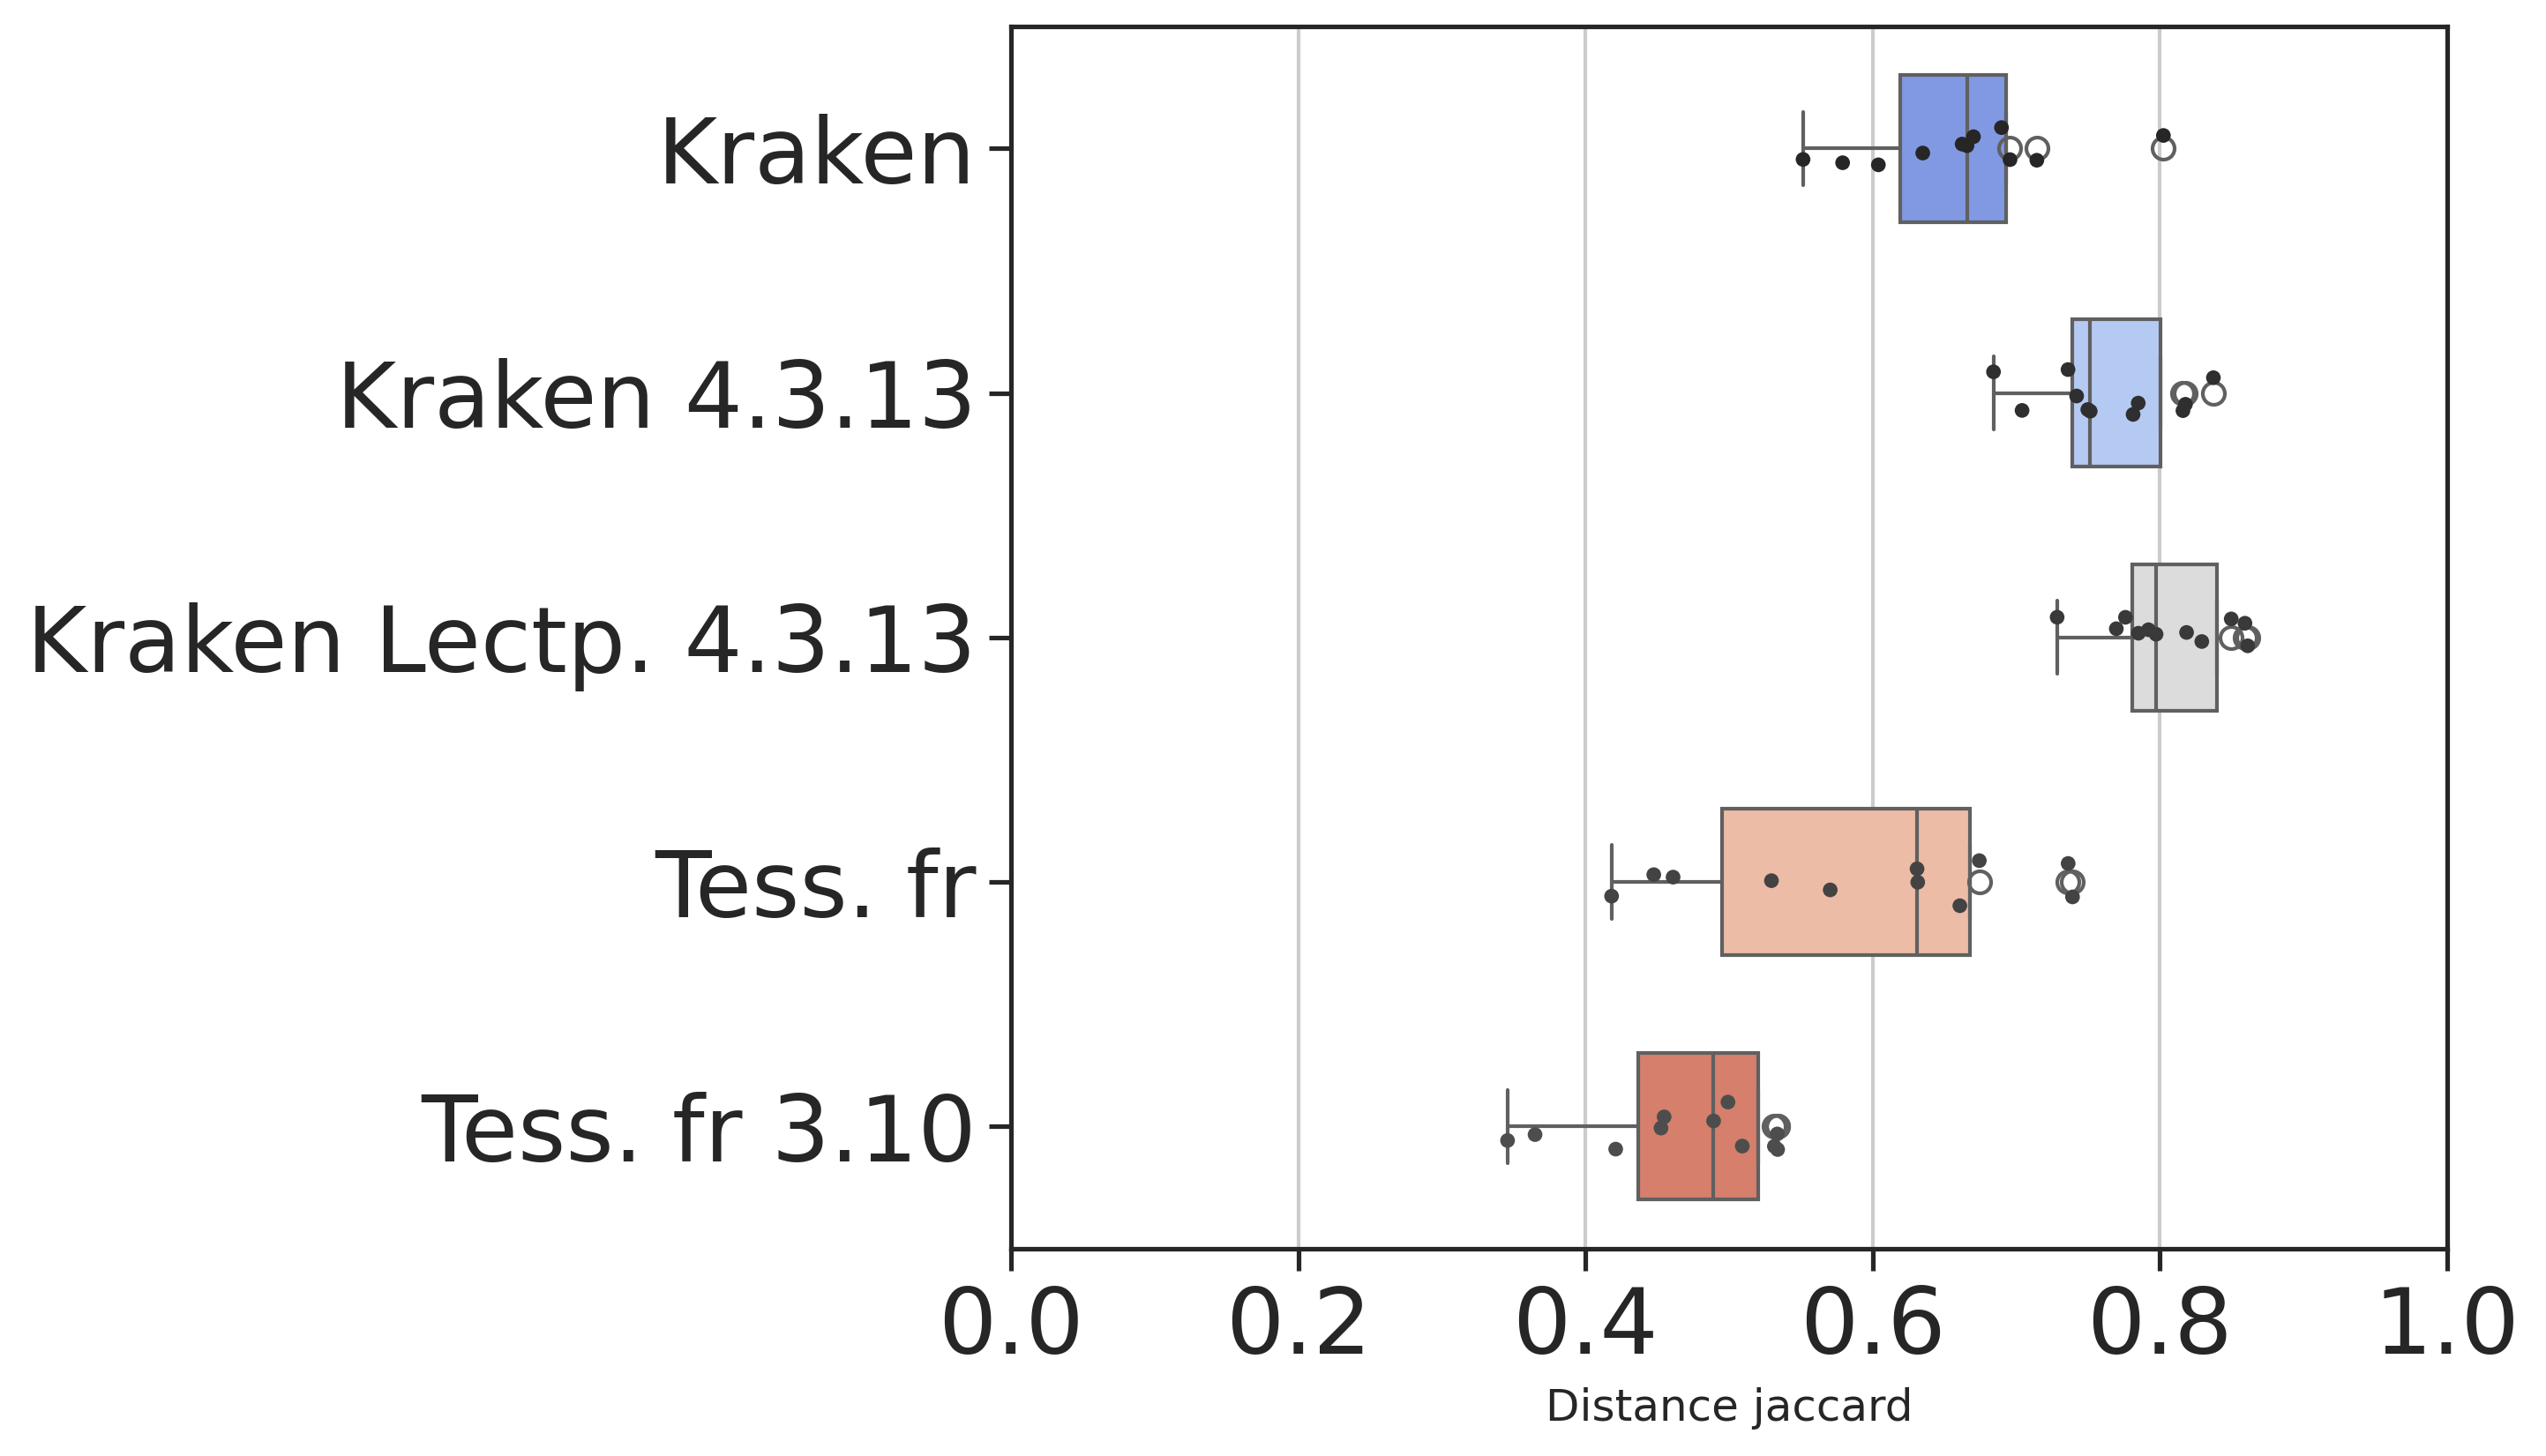 Kraken
Kraken 4.3.13
Kraken Lectp. 4.3.13
Tess. fr
Tess. fr 3.10
0.0 0.2 0.4 0.6 0.8 1.0
Distance jaccard